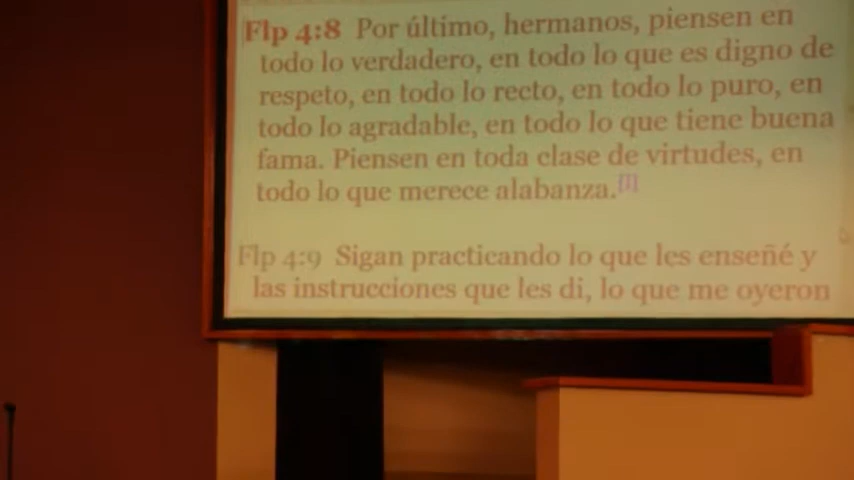 Flp 4:8 Por último, hermanos, piensen en
todo lo verdadero, en todo lo que es digno de
respeto, en todo lo recto, en todo lo puro, en
todo lo agradable, en todo lo que tiene buena
fama. Piensen en toda clase de virtudes, en
todo lo que merece alabanza.
Flp 4:9 Sigan practicando lo que les enseñé y
las instrucciones que les di, lo que me oyeron